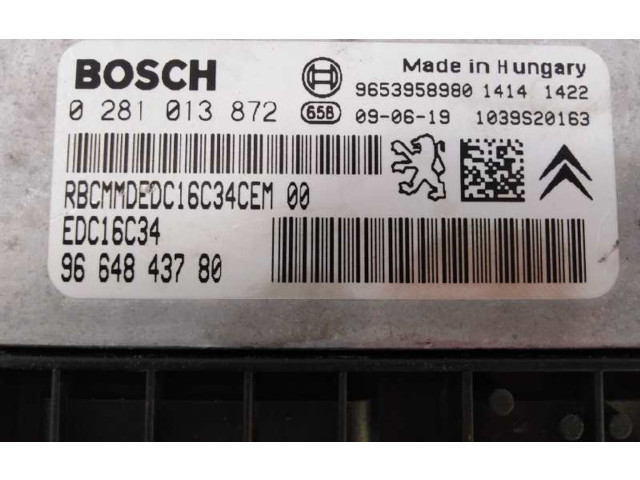 BOSCH
Made in Hungary
9653958980 1414 1422
0 281 013 872 65B 09-06-19 1039S20163
RBCMMDEDC16C34CEM 00
EDC16C34
96 648 437 80